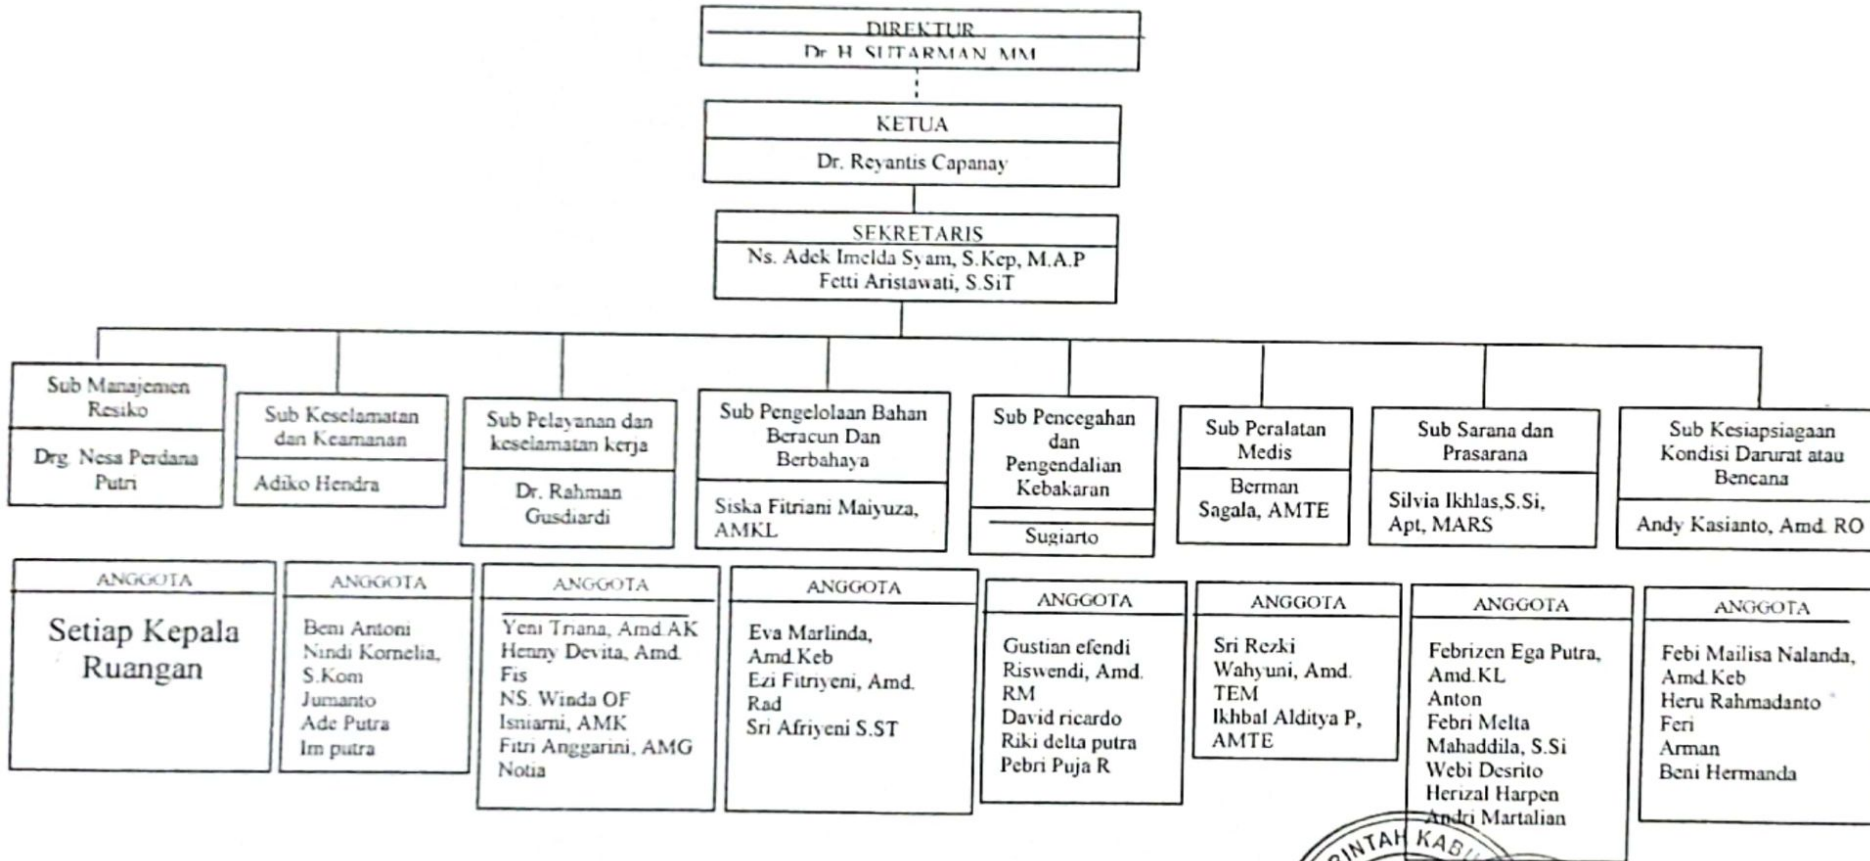 DIREKTUR
Dr. H. SUTARMAN. MM
KETUA
Dr. Reyantis Capanay
SEKRETARIS
Ns. Adek Imelda Syam, S.Kep, M.A.P
Fetti Aristawati, S.SiT
Sub Manajemen
Resiko
Drg. Nesa Perdana
Putri
Sub Keselamatan
dan Keamanan
Adiko Hendra
Sub Pelayanan dan
keselamatan kerja
Dr. Rahman
Gusdiardi
Sub Pengelolaan Bahan
Beracun Dan
Berbahaya
Siska Fitriani Maiyuza,
AMKL
Sub Pencegahan
dan
Pengendalian
Kebakaran
Sugiarto
Sub Peralatan
Medis
Berman
Sagala, AMTE
Sub Sarana dan
Prasarana
Silvia Ikhlas,S.Si,
Apt, MARS
Sub Kesiapsiagaan
Kondisi Darurat atau
Bencana
Andy Kasianto, Amd. RO
ANGGOTA
Setiap Kepala
Ruangan
ANGGOTA
Beni Antoni
Nindi Kornelia,
S.Kom
Jumanto
Ade Putra
Im putra
ANGGOTA
Yeni Triana, Amd.AK
Henny Devita, Amd.
Fis
NS. Winda OF
Isniarni, AMK
Fitri Anggarini, AMG
Notia
ANGGOTA
Eva Marlinda,
Amd.Keb
Ezi Fitriyeni, Amd.
Rad
Sri Afriyeni S.ST
ANGGOTA
Gustian efendi
Riswendi, Amd.
RM
David ricardo
Riki delta putra
Pebri Puja R
ANGGOTA
Sri Rezki
Wahyuni, Amd.
TEM
Ikhbal Alditya P,
AMTE
ANGGOTA
Febrizen Ega Putra,
Amd.KL
Anton
Febri Melta
Mahaddila, S.Si
Webi Desrito
Herizal Harpen
Andri Martalian
ANGGOTA
Febi Mailisa Nalanda,
Amd.Keb
Heru Rahmadanto
Feri
Arman
Beni Hermanda